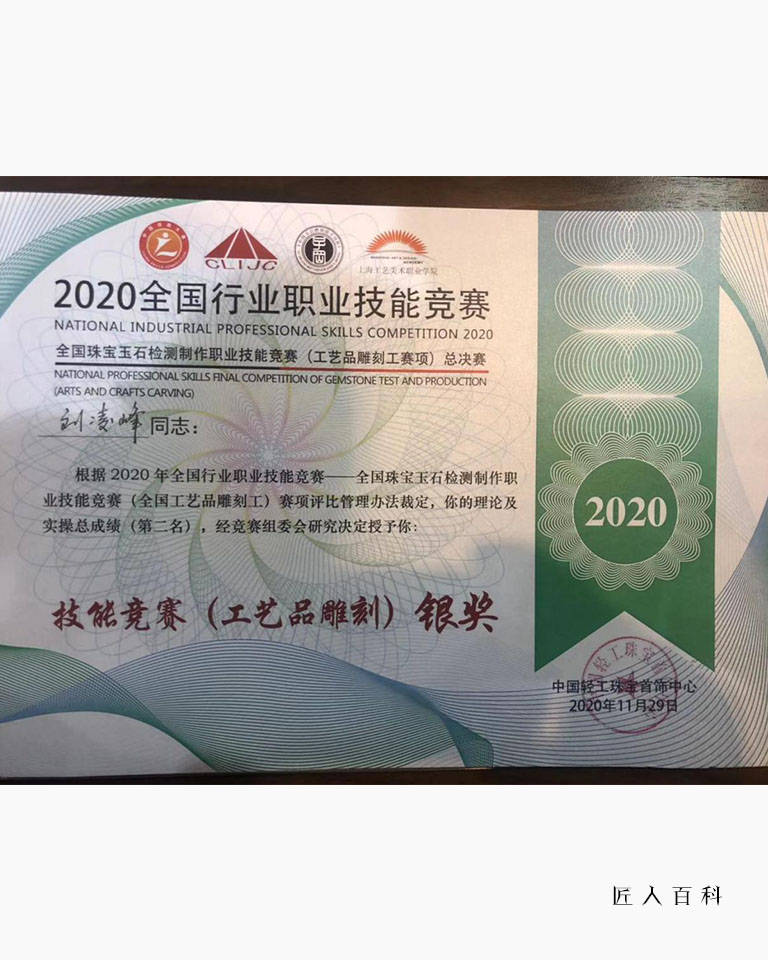 CLIJC
子冈
上海工艺美术职业学院
2020全国行业职业技能竞赛
NATIONAL INDUSTRIAL PROFESSIONAL SKILLS COMPETITION 2020
全国珠宝玉石检测制作职业技能竞赛（工艺品雕刻工赛项）总决赛
NATIONAL PROFESSIONAL SKILLS FINAL COMPETITION OF GEMSTONE TEST AND PRODUCTION
(ARTS AND CRAFTS CARVING)
刘凌峰 同志：
根据 2020 年全国行业职业技能竞赛——全国珠宝玉石检测制作职
业技能竞赛（全国工艺品雕刻工）赛项评比管理办法裁定，你的理论及
实操总成绩（第二名），经竞赛组委会研究决定授予你：
技能竞赛（工艺品雕刻）银奖
2020
中国轻工珠宝首饰中心
2020年11月29日
匠人百科